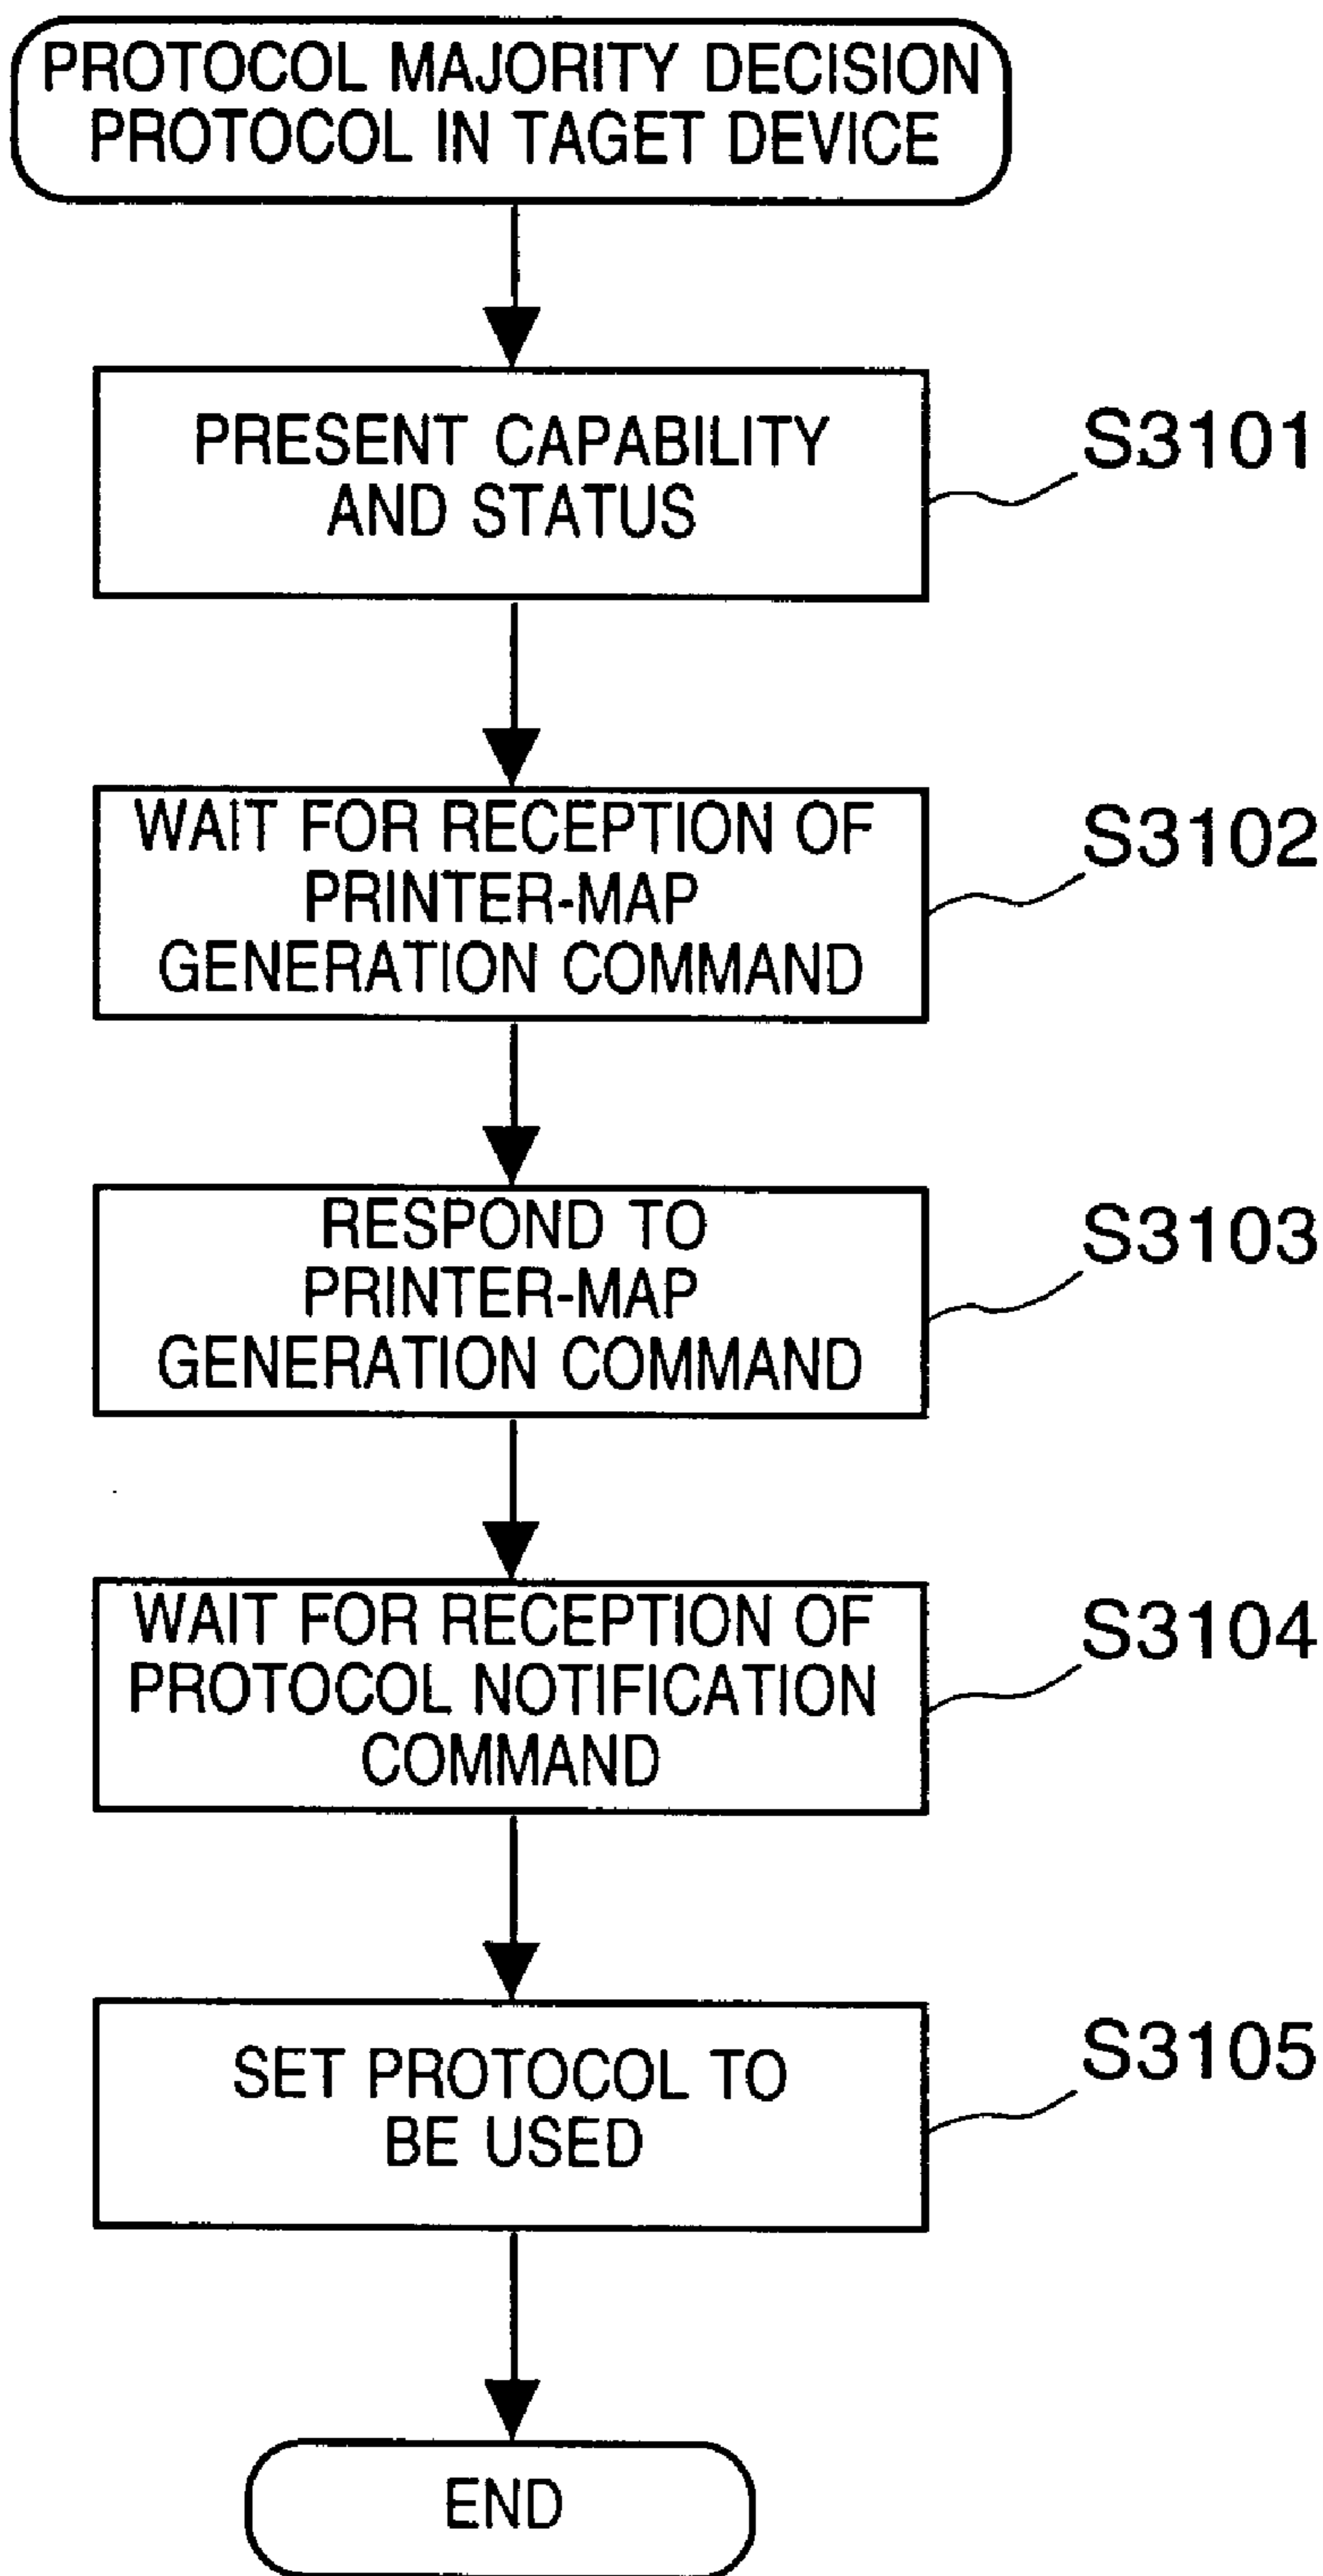 PROTOCOL MAJORITY DECISION
PROTOCOL IN TAGET DEVICE
PRESENT CAPABILITY
AND STATUS
S3101
WAIT FOR RECEPTION OF
PRINTER-MAP
GENERATION COMMAND
S3102
RESPOND TO
PRINTER-MAP
GENERATION COMMAND
S3103
WAIT FOR RECEPTION OF
PROTOCOL NOTIFICATION
COMMAND
S3104
SET PROTOCOL TO
BE USED
S3105
END